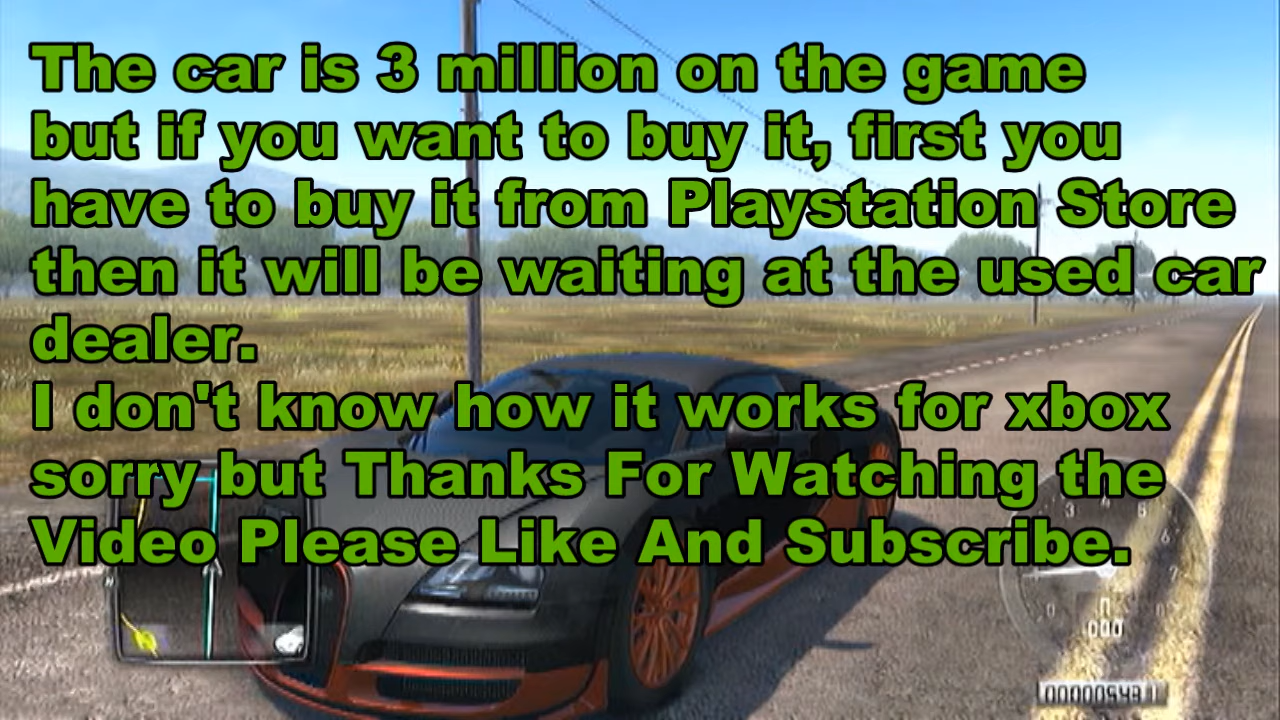 The car is 3 million on the game
but if you want to buy it, first you
have to buy it from Playstation Store
then it will be waiting at the used car
dealer.
I don't know how it works for xbox
sorry but Thanks For Watching the
Video Please Like And Subscribe.
000